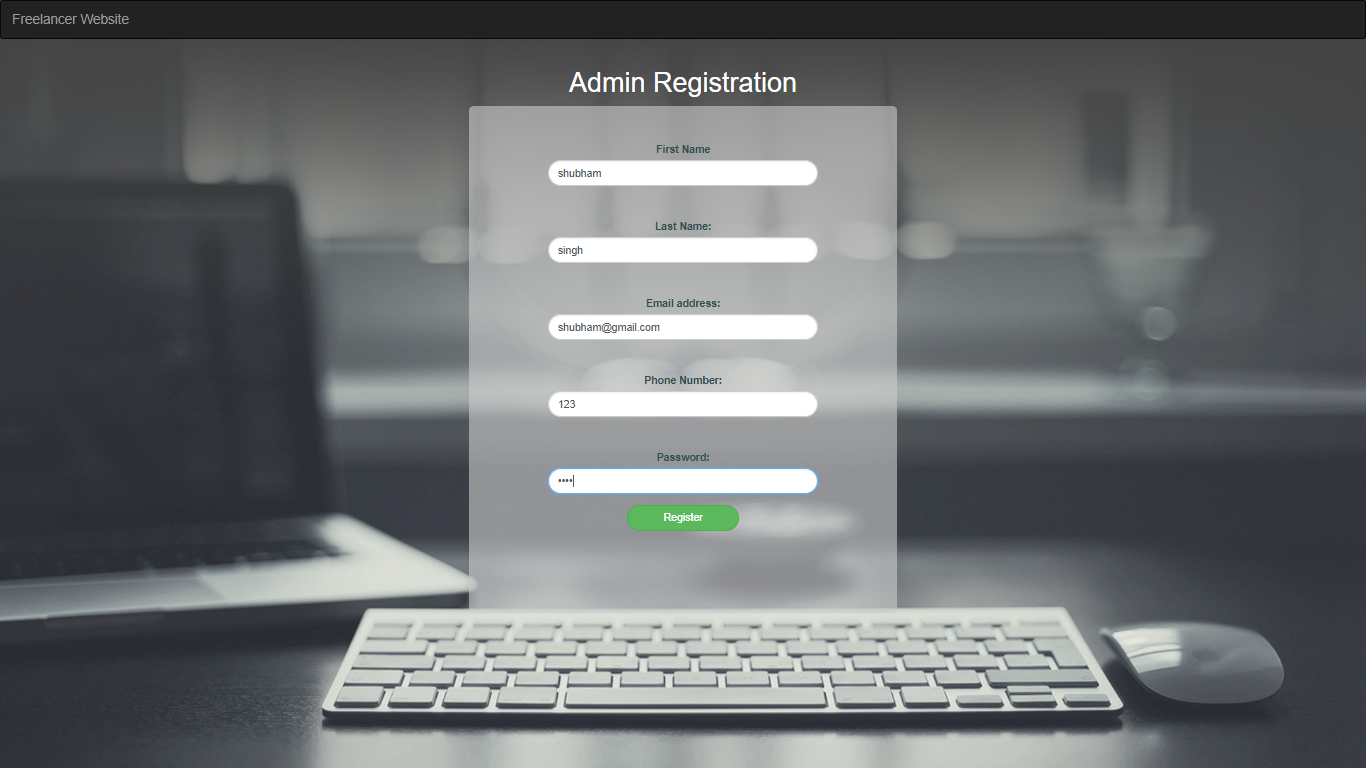 Freelancer Website
Admin Registration
First Name
shubham
Last Name:
singh
Email address:
shubham@gmail.com
Phone Number:
123
Password:
••••
Register